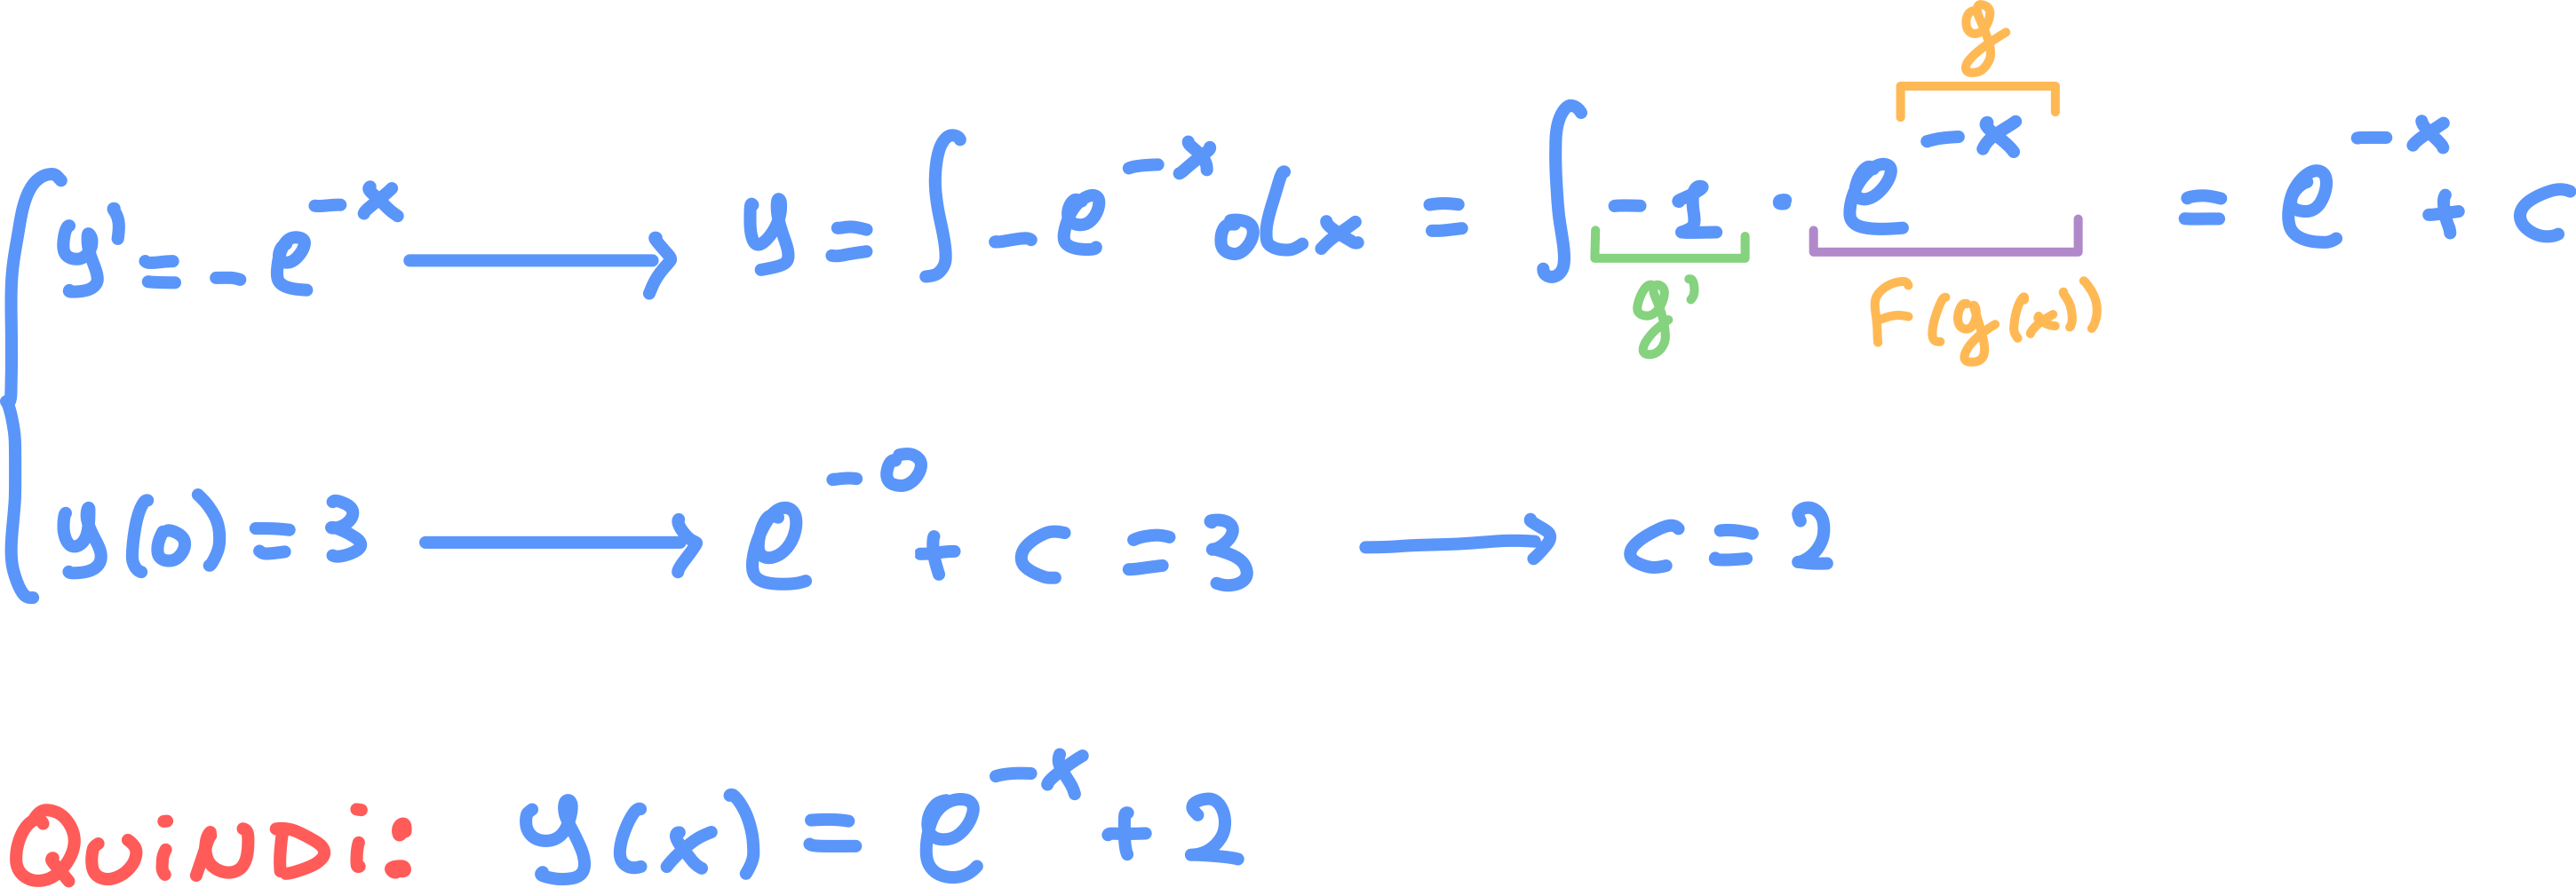 g
y' = -e^{-x} ⟶ y = ∫ -e^{-x} dx = ∫ -1 · e^{-x} = e^{-x} + c
g' F(g(x))
y(0) = 3 ⟶ e^{-0} + c = 3 ⟶ c = 2
QUiNDi: y(x) = e^{-x} + 2